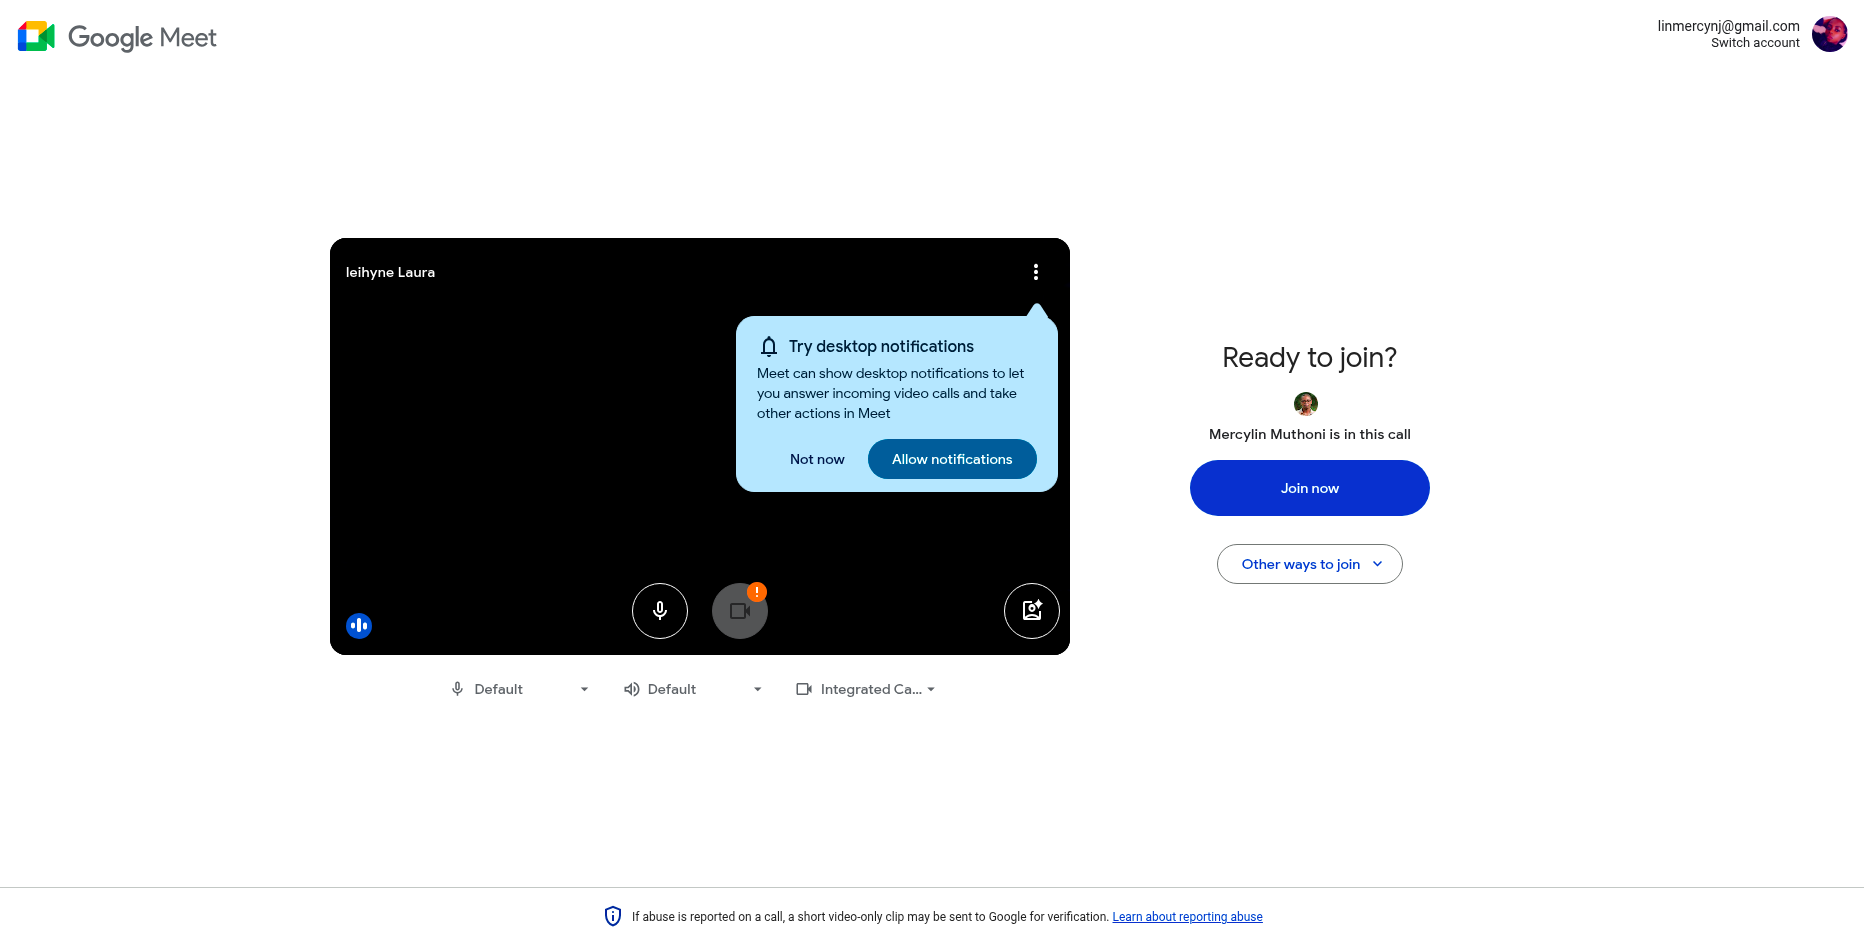 Google Meet
linmercynj@gmail.com
Switch account
leihyne Laura
Try desktop notifications
Meet can show desktop notifications to let
you answer incoming video calls and take
other actions in Meet
Not now
Allow notifications
Ready to join?
Mercylin Muthoni is in this call
Join now
Other ways to join
Default
Default
Integrated Ca...
If abuse is reported on a call, a short video-only clip may be sent to Google for verification. Learn about reporting abuse